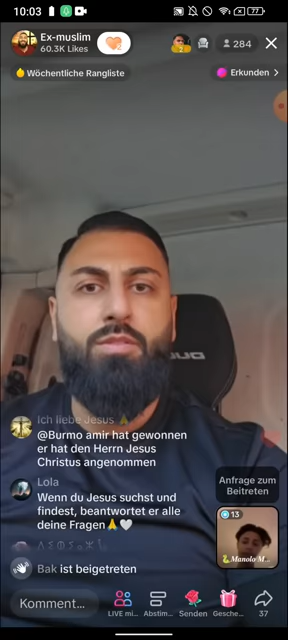 10:03
77
Ex-muslim
60.3K Likes
284
Wöchentliche Rangliste
Erkunden >
Ich liebe Jesus
@Burmo amir hat gewonnen
er hat den Herrn Jesus
Christus angenommen
Lola
Wenn du Jesus suchst und
findest, beantwortet er alle
deine Fragen🙏🤍
Bak ist beigetreten
Anfrage zum
Beitreten
13
Manolo M...
Komment...
LIVE mi...
Abstim...
Senden
Gesche...
37